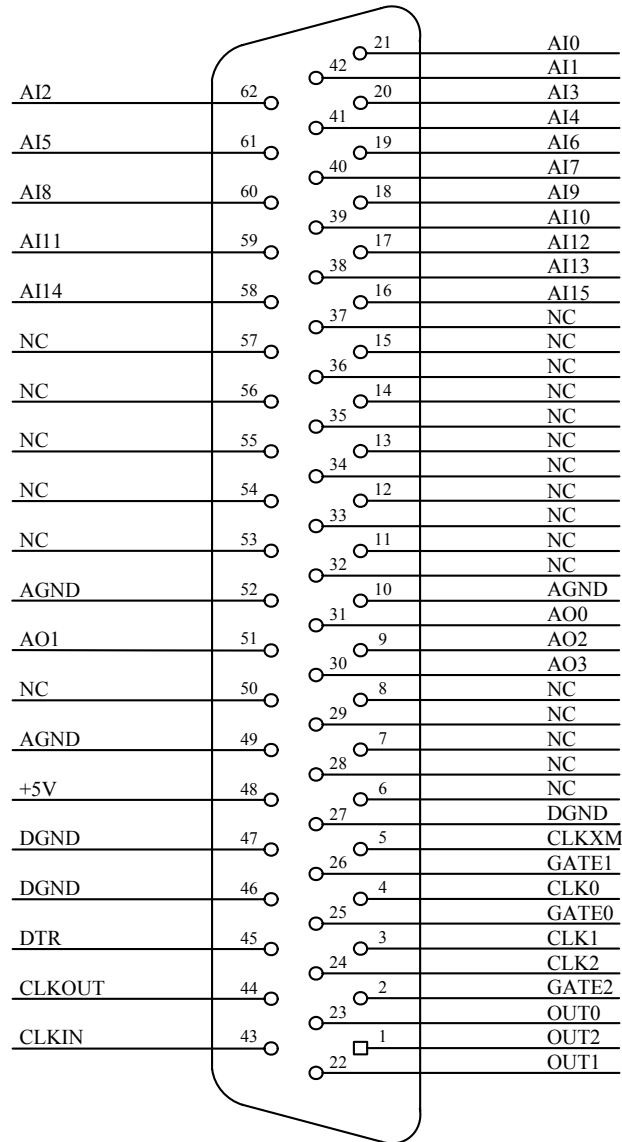 21 AI0
42 AI1
AI2 62 20 AI3
41 AI4
AI5 61 19 AI6
40 AI7
AI8 60 18 AI9
39 AI10
AI11 59 17 AI12
38 AI13
AI14 58 16 AI15
37 NC
NC 57 15 NC
36 NC
NC 56 14 NC
35 NC
NC 55 13 NC
34 NC
NC 54 12 NC
33 NC
NC 53 11 NC
32 NC
AGND 52 10 AGND
31 AO0
AO1 51 9 AO2
30 AO3
NC 50 8 NC
29 NC
AGND 49 7 NC
28 NC
+5V 48 6 NC
27 DGND
DGND 47 5 CLKXM
26 GATE1
DGND 46 4 CLK0
25 GATE0
DTR 45 3 CLK1
24 CLK2
CLKOUT 44 2 GATE2
23 OUT0
CLKIN 43 1 OUT2
22 OUT1